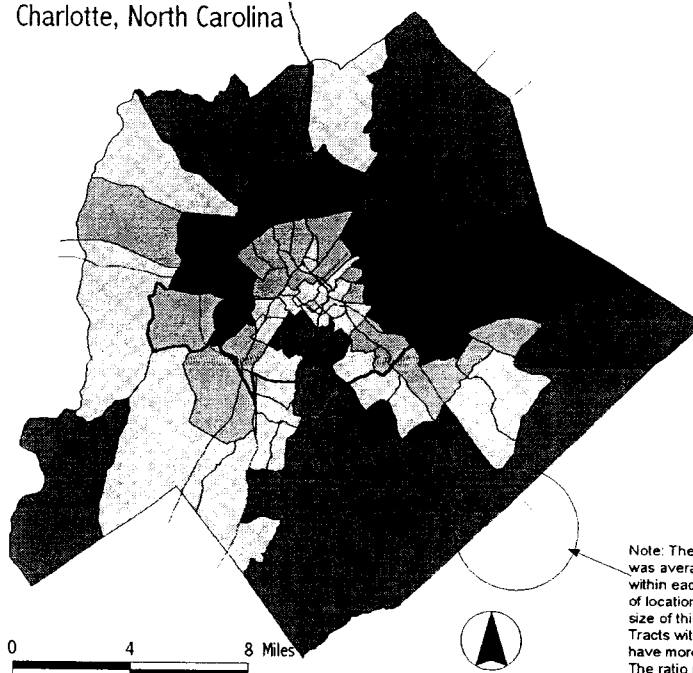 Charlotte, North Carolina
Note: The
was avera
within eac
of location
size of thi
Tracts wit
have more
The ratio
0 4 8 Miles